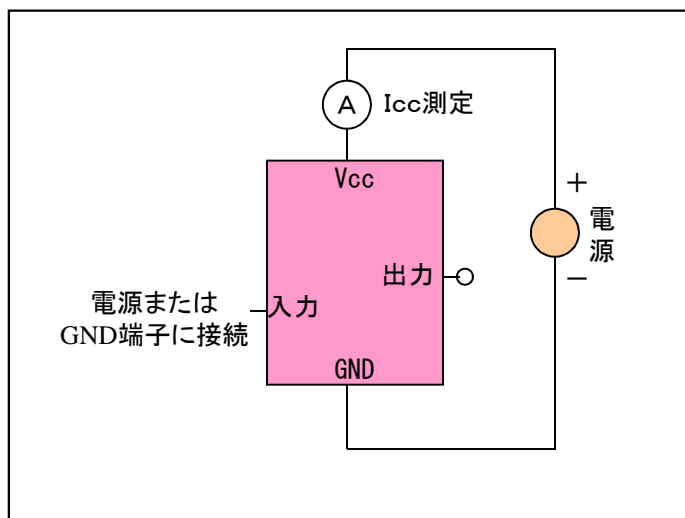 A
Icc測定
Vcc
+
電
源
−
出力
入力
電源または
GND端子に接続
GND